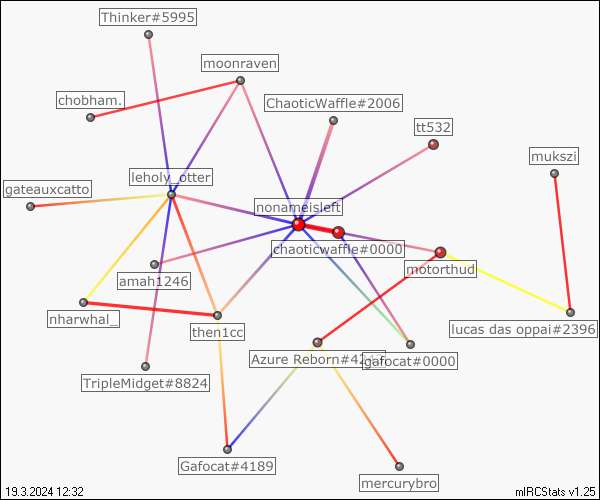 Thinker#5995
moonraven
chobham.
ChaoticWaffle#2006
tt532
mukszi
leholy_otter
gateauxcatto
nonameisleft
chaoticwaffle#0000
motorthud
amah1246
nharwhal_
then1cc
lucas das oppai#2396
Azure Reborn#42
gafocat#0000
TripleMidget#8824
Gafocat#4189
mercurybro
19.3.2024 12:32
mIRCStats v1.25